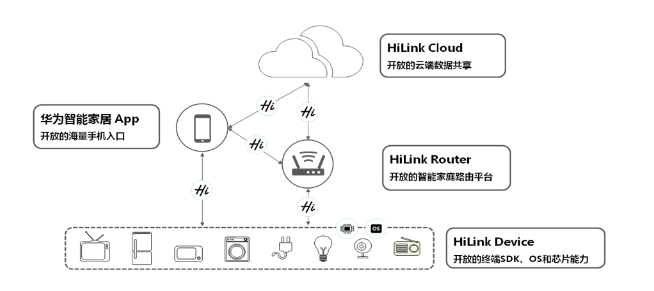 HiLink Cloud
开放的云端数据共享
Hi
Hi
华为智能家居 App
开放的海量手机入口
Hi
HiLink Router
开放的智能家庭路由平台
Hi
Hi
OS
HiLink Device
开放的终端SDK、OS和芯片能力